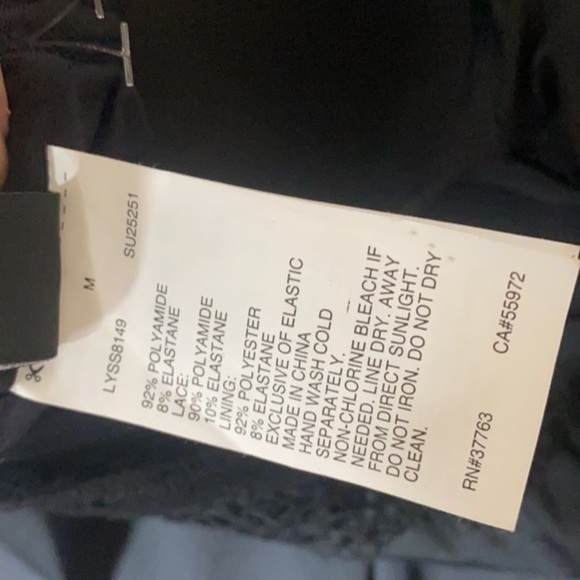 M
LYSS8149 SU25251
92% POLYAMIDE
8% ELASTANE
LACE:
90% POLYAMIDE
10% ELASTANE
LINING:
92% POLYESTER
8% ELASTANE
EXCLUSIVE OF ELASTIC
MADE IN CHINA
HAND WASH COLD
SEPARATELY.
NON-CHLORINE BLEACH IF
NEEDED, LINE DRY. AWAY
FROM DIRECT SUNLIGHT.
DO NOT IRON. DO NOT DRY
CLEAN.
RN#37763 CA#55972